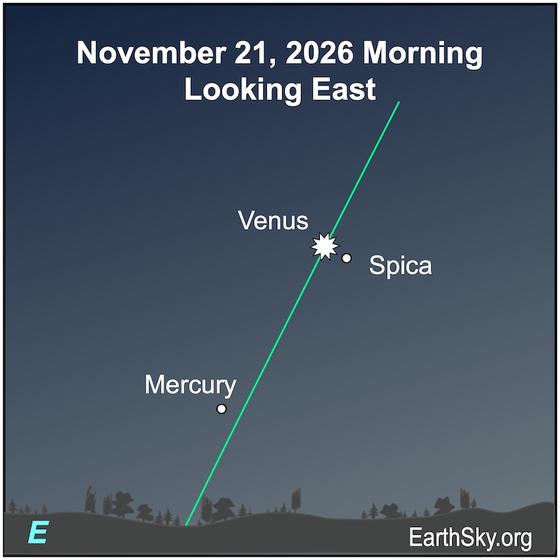 November 21, 2026 Morning
Looking East
Venus
Spica
Mercury
E
EarthSky.org